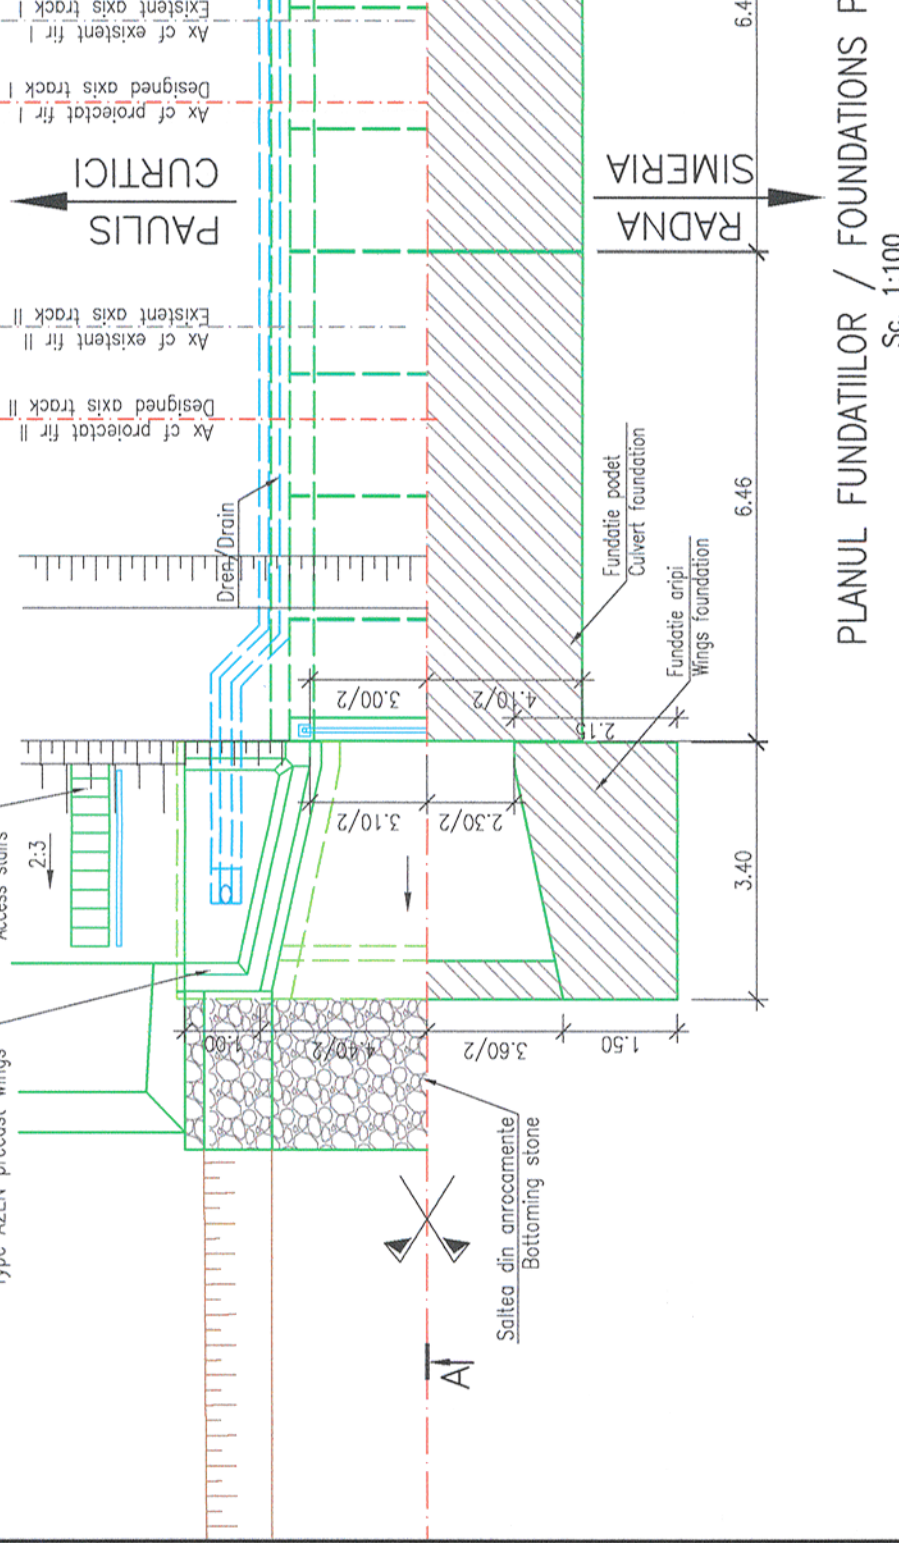 Existent axis track I
Ax cf existent fir I
Designed axis track I
Ax cf proiectat fir I
CURTICI
PAULIS
SIMERIA
RADNA
Existent axis track II
Ax cf existent fir II
Designed axis track II
Ax cf proiectat fir II
Dren/Drain
Fundatie podet
Culvert foundation
Fundatie aripi
Wings foundation
6.4
6.46
3.40
3.00/2
4.10/2
2.15
3.10/2
2.30/2
2:3
Access stairs
Type A2LN precast wings
1.00
4.40/2
3.60/2
1.50
Saltea din anrocamente
Bottoming stone
A
PLANUL FUNDATIILOR / FOUNDATIONS P
Sc. 1:100